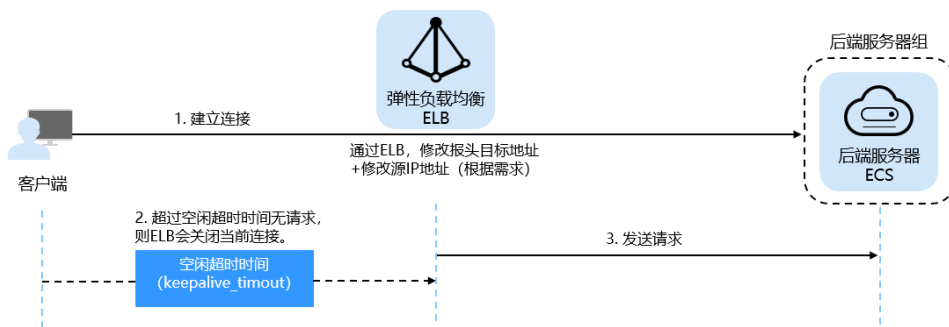 后端服务器组
弹性负载均衡
ELB
1. 建立连接
通过ELB，修改报头目标地址
+修改源IP地址（根据需求）
后端服务器
ECS
客户端
2. 超过空闲超时时间无请求，
则ELB会关闭当前连接。
3. 发送请求
空闲超时时间
（keepalive_timout）